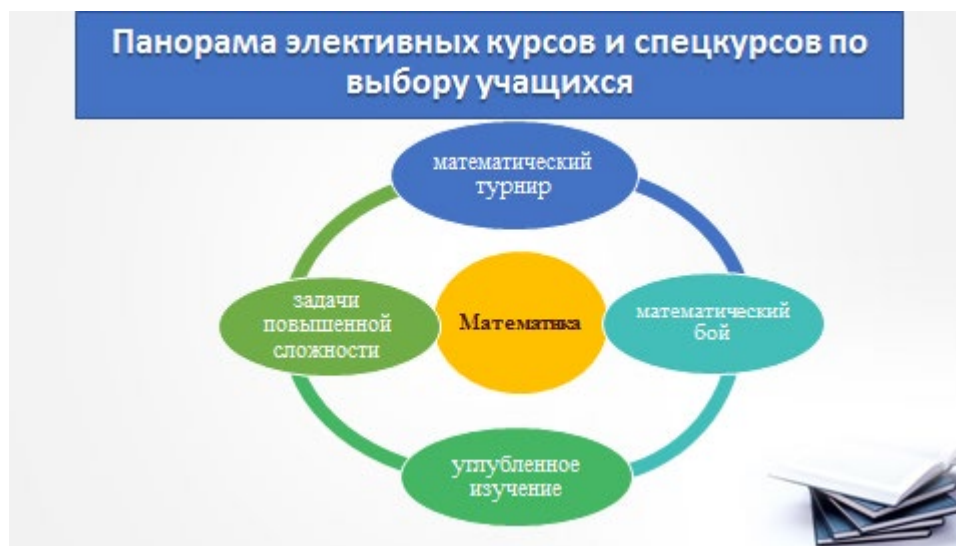 Панорама элективных курсов и спецкурсов по
выбору учащихся
математический
турнир
задачи
повышенной
сложности
Математика
математический
бой
углубленное
изучение